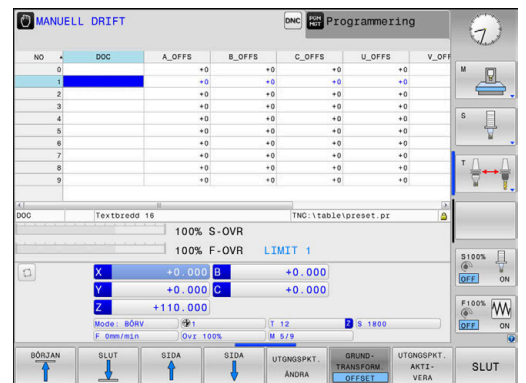 MANUELL DRIFT
DNC
PGM MGT
Programmering
NO DOC A_OFFS B_OFFS C_OFFS U_OFFS V_OFF
0 +0 +0 +0 +0
1 +0 +0 +0 +0
2 +0 +0 +0 +0
3 +0 +0 +0 +0
4 +0 +0 +0 +0
5 +0 +0 +0 +0
6 +0 +0 +0 +0
7 +0 +0 +0 +0
8 +0 +0 +0 +0
9 +0 +0 +0 +0
DOC Textbredd 16 TNC:\table\preset.pr
100% S-OVR
100% F-OVR LIMIT 1
X +0.000 B +0.000
Y +0.000 C +0.000
Z +110.000
Mode: BÖRV 1 T 12 Z S 1800
F 0mm/min Ovr 100% M 5/9
M
S
T
S100%
OFF ON
F100%
OFF ON
BÖRJAN
SLUT
SIDA
SIDA
UTGNGSPKT.
ÄNDRA
GRUND-
TRANSFORM.
OFFSET
UTGNGSPKT.
AKTI-
VERA
SLUT